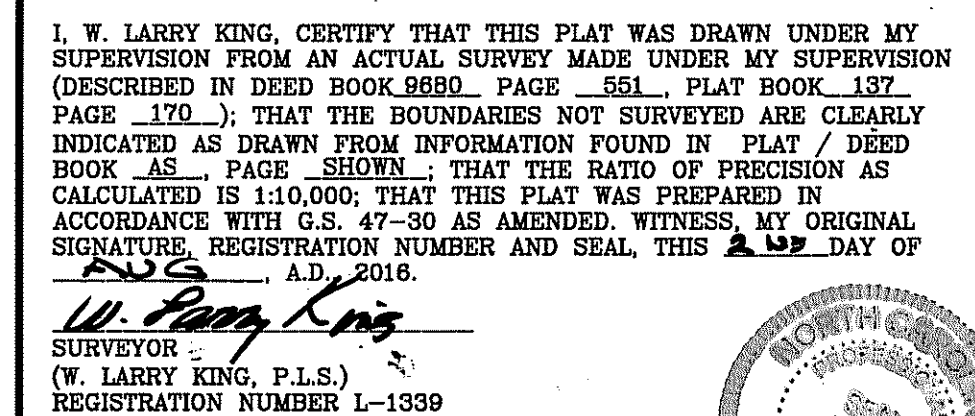 I, W. LARRY KING, CERTIFY THAT THIS PLAT WAS DRAWN UNDER MY
SUPERVISION FROM AN ACTUAL SURVEY MADE UNDER MY SUPERVISION
(DESCRIBED IN DEED BOOK 9680 PAGE 551, PLAT BOOK 137
PAGE 170); THAT THE BOUNDARIES NOT SURVEYED ARE CLEARLY
INDICATED AS DRAWN FROM INFORMATION FOUND IN PLAT / DEED
BOOK AS, PAGE SHOWN; THAT THE RATIO OF PRECISION AS
CALCULATED IS 1:10,000; THAT THIS PLAT WAS PREPARED IN
ACCORDANCE WITH G.S. 47-30 AS AMENDED. WITNESS, MY ORIGINAL
SIGNATURE, REGISTRATION NUMBER AND SEAL, THIS 2 ND DAY OF
AUG, A.D., 2016.
W. Larry King
SURVEYOR
(W. LARRY KING, P.L.S.)
REGISTRATION NUMBER L-1339
NORTH